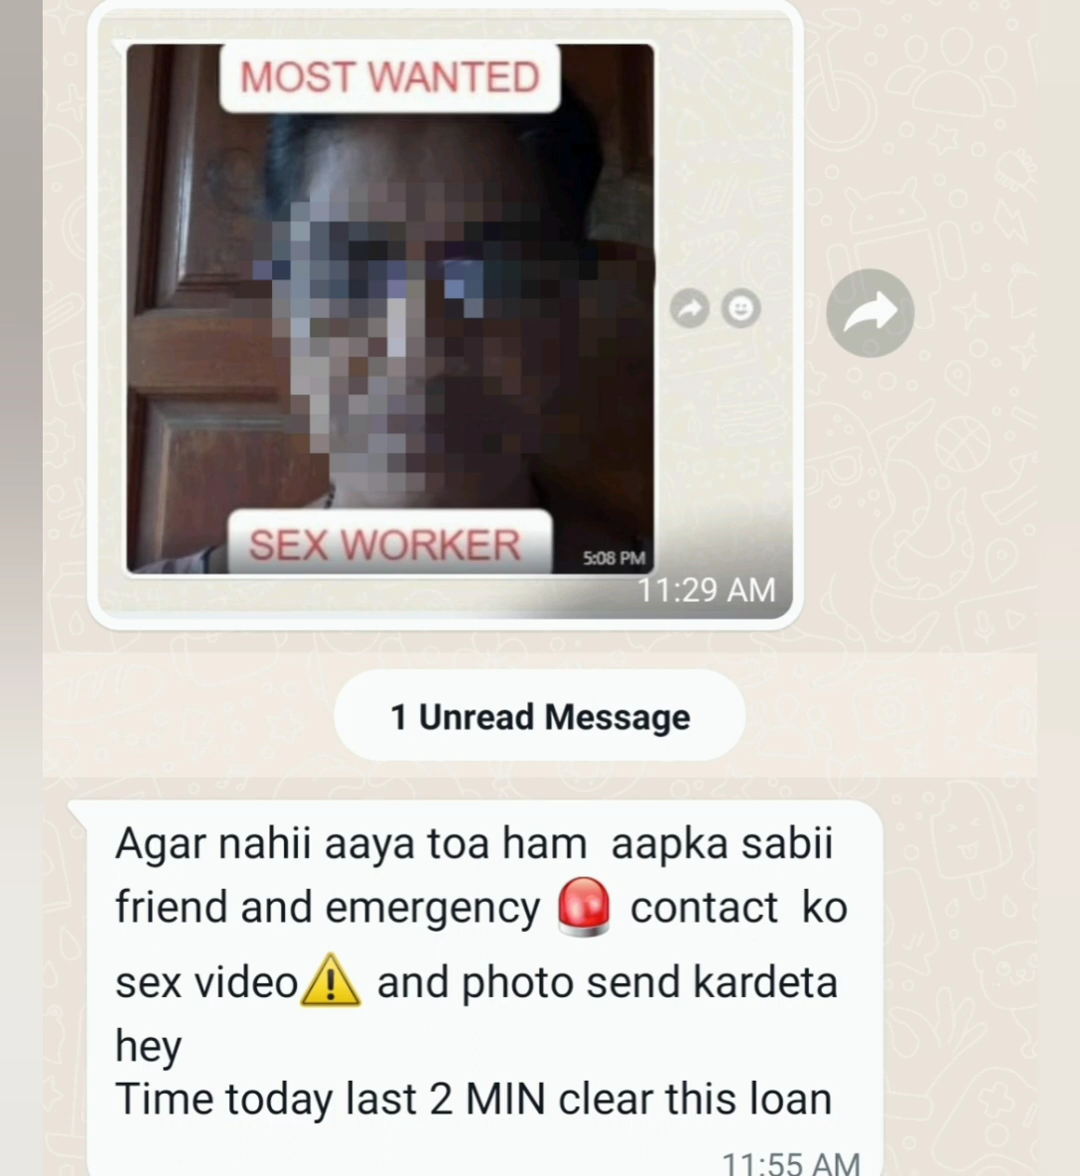 MOST WANTED
SEX WORKER
5:08 PM
11:29 AM
1 Unread Message
Agar nahii aaya toa ham aapka sabii
friend and emergency 🚨 contact ko
sex video⚠️ and photo send kardeta
hey
Time today last 2 MIN clear this loan
11:55 AM